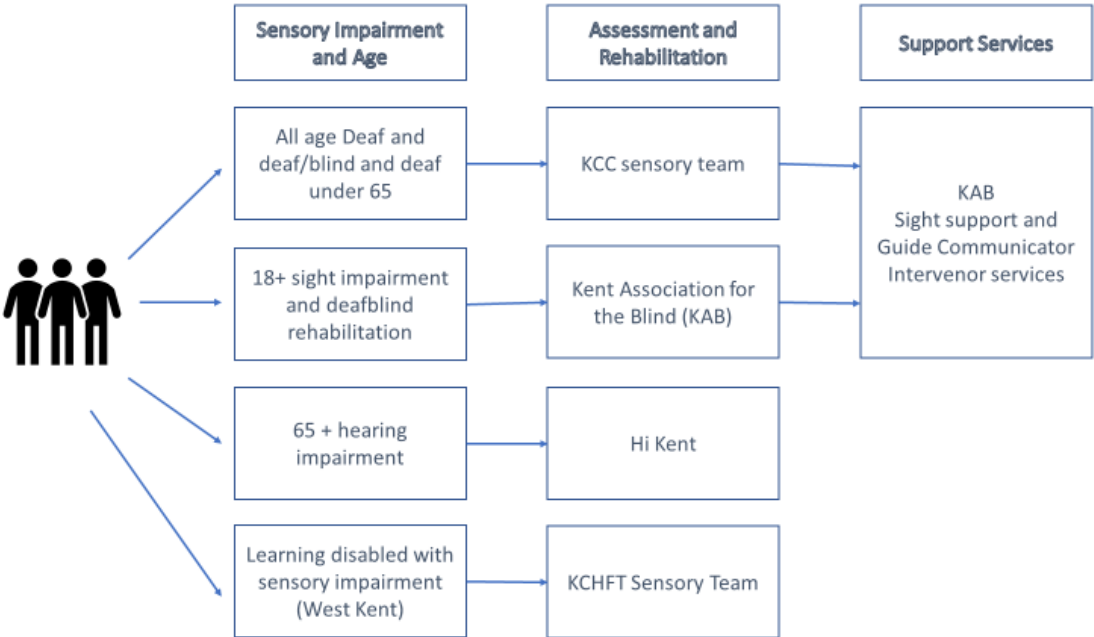 Sensory Impairment
and Age
Assessment and
Rehabilitation
Support Services
All age Deaf and
deaf/blind and deaf
under 65
KCC sensory team
KAB
Sight support and
Guide Communicator
Intervenor services
18+ sight impairment
and deafblind
rehabilitation
Kent Association for
the Blind (KAB)
65 + hearing
impairment
Hi Kent
Learning disabled with
sensory impairment
(West Kent)
KCHFT Sensory Team